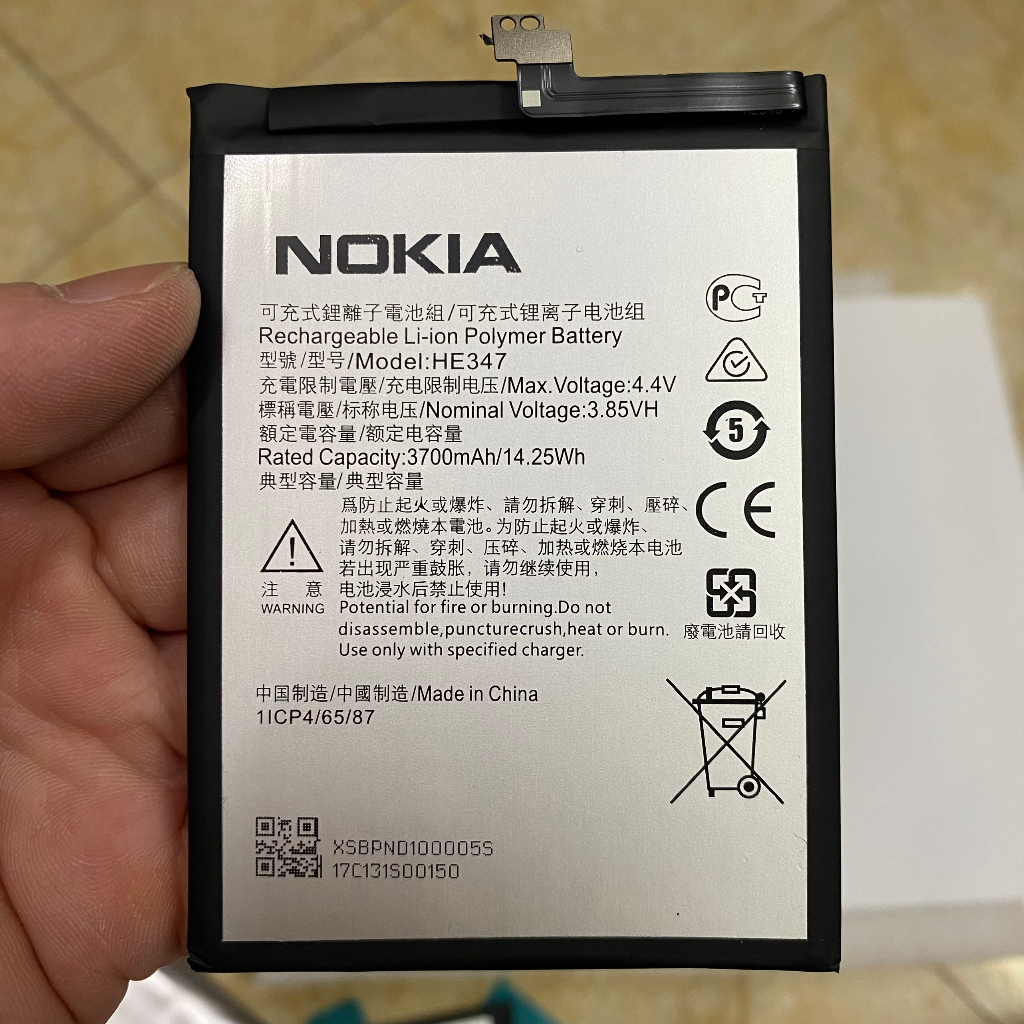 NOKIA
可充式鋰離子電池組/可充式锂离子电池组
Rechargeable Li-ion Polymer Battery
型號/型号/Model:HE347
充電限制電壓/充电限制电压/Max.Voltage:4.4V
標稱電壓/标称电压/Nominal Voltage:3.85VH
額定電容量/额定电容量
Rated Capacity:3700mAh/14.25Wh
典型容量/典型容量
爲防止起火或爆炸、請勿拆解、穿刺、壓碎、
加熱或燃燒本電池。为防止起火或爆炸、
请勿拆解、穿刺、压碎、加热或燃烧本电池
若出现严重鼓胀，请勿继续使用，
电池浸水后禁止使用!
注 意
WARNING
Potential for fire or burning.Do not
disassemble,puncturecrush,heat or burn.
Use only with specified charger.
PCT
5
CE
廢電池請回收
中国制造/中國制造/Made in China
1ICP4/65/87
XSBPND100005S
17C131S00150